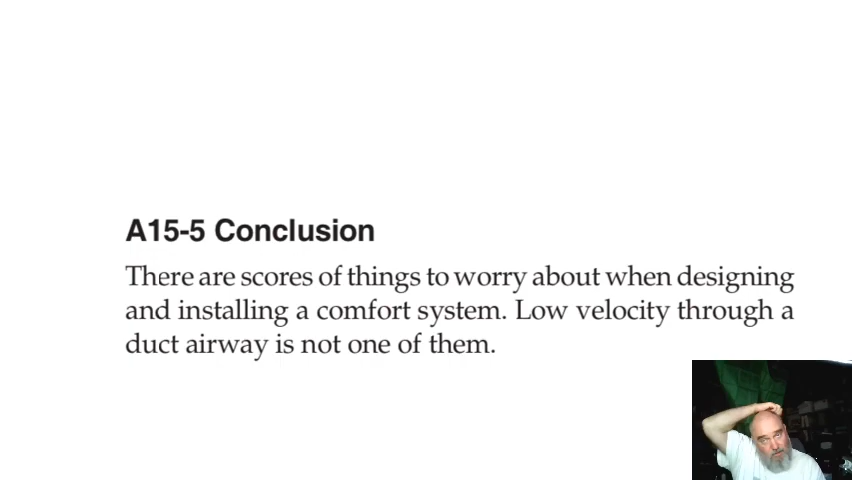 A15-5 Conclusion
There are scores of things to worry about when designing
and installing a comfort system. Low velocity through a
duct airway is not one of them.